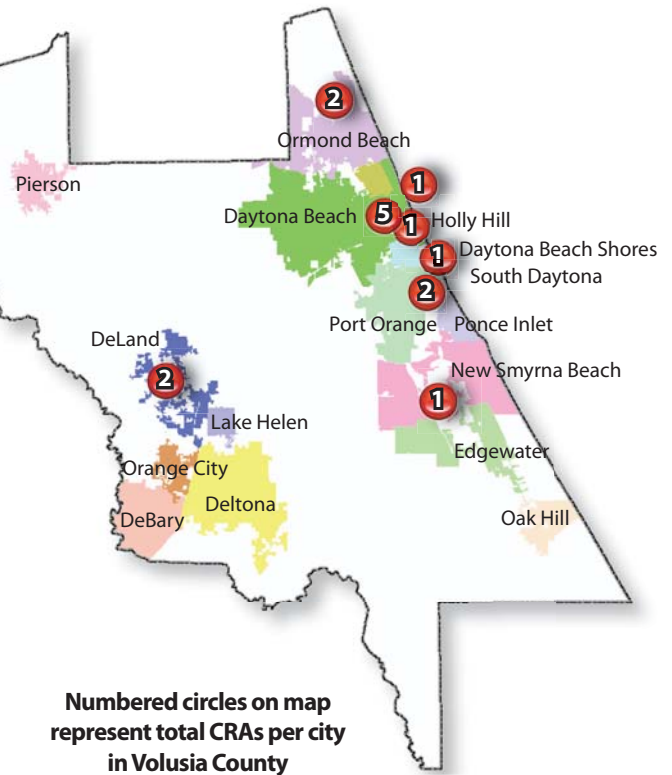 2
Ormond Beach
Pierson
1
Daytona Beach
5
1
Holly Hill
1
Daytona Beach Shores
South Daytona
2
Port Orange
Ponce Inlet
DeLand
2
New Smyrna Beach
1
Lake Helen
Edgewater
Orange City
Deltona
DeBary
Oak Hill
Numbered circles on map
represent total CRAs per city
in Volusia County